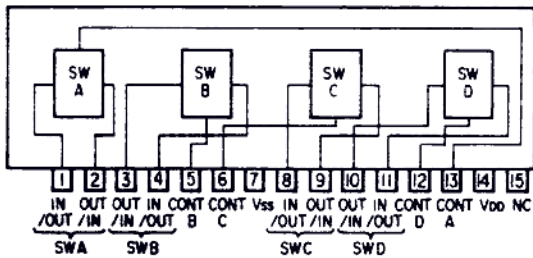 SW A
SW B
SW C
SW D
1 2 3 4 5 6 7 8 9 10 11 12 13 14 15
IN OUT OUT IN CONT CONT Vss IN OUT OUT IN CONT CONT VDD NC
/OUT /IN /IN /OUT B C /OUT /IN /IN /OUT D A
SWA SWB SWC SWD